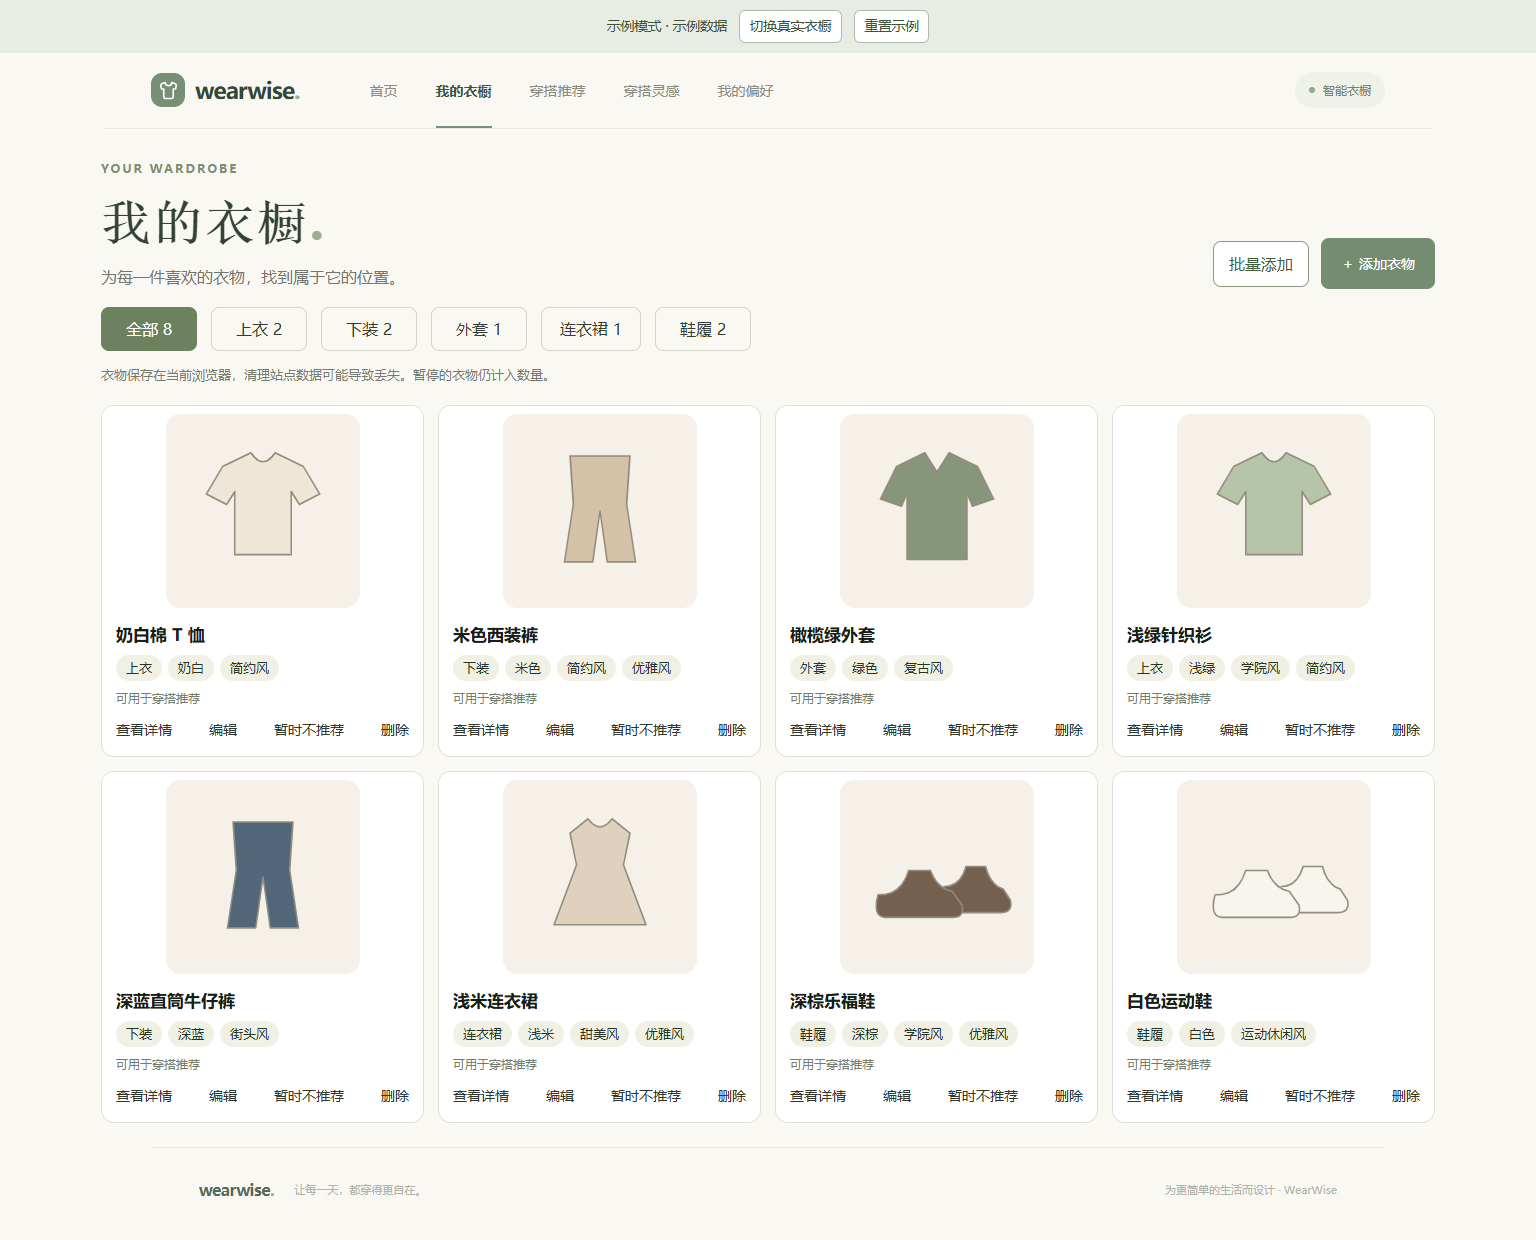 示例模式 · 示例数据 切换真实衣橱 重置示例
wearwise. 首页 我的衣橱 穿搭推荐 穿搭灵感 我的偏好 智能衣橱
YOUR WARDROBE
我的衣橱.
为每一件喜欢的衣物，找到属于它的位置。
批量添加 + 添加衣物
全部 8 上衣 2 下装 2 外套 1 连衣裙 1 鞋履 2
衣物保存在当前浏览器，清理站点数据可能导致丢失。暂停的衣物仍计入数量。
奶白棉 T 恤
上衣 奶白 简约风
可用于穿搭推荐
查看详情 编辑 暂时不推荐 删除
米色西装裤
下装 米色 简约风 优雅风
可用于穿搭推荐
查看详情 编辑 暂时不推荐 删除
橄榄绿外套
外套 绿色 复古风
可用于穿搭推荐
查看详情 编辑 暂时不推荐 删除
浅绿针织衫
上衣 浅绿 学院风 简约风
可用于穿搭推荐
查看详情 编辑 暂时不推荐 删除
深蓝直筒牛仔裤
下装 深蓝 街头风
可用于穿搭推荐
查看详情 编辑 暂时不推荐 删除
浅米连衣裙
连衣裙 浅米 甜美风 优雅风
可用于穿搭推荐
查看详情 编辑 暂时不推荐 删除
深棕乐福鞋
鞋履 深棕 学院风 优雅风
可用于穿搭推荐
查看详情 编辑 暂时不推荐 删除
白色运动鞋
鞋履 白色 运动休闲风
可用于穿搭推荐
查看详情 编辑 暂时不推荐 删除
wearwise. 让每一天，都穿得更自在。 为更简单的生活而设计 · WearWise